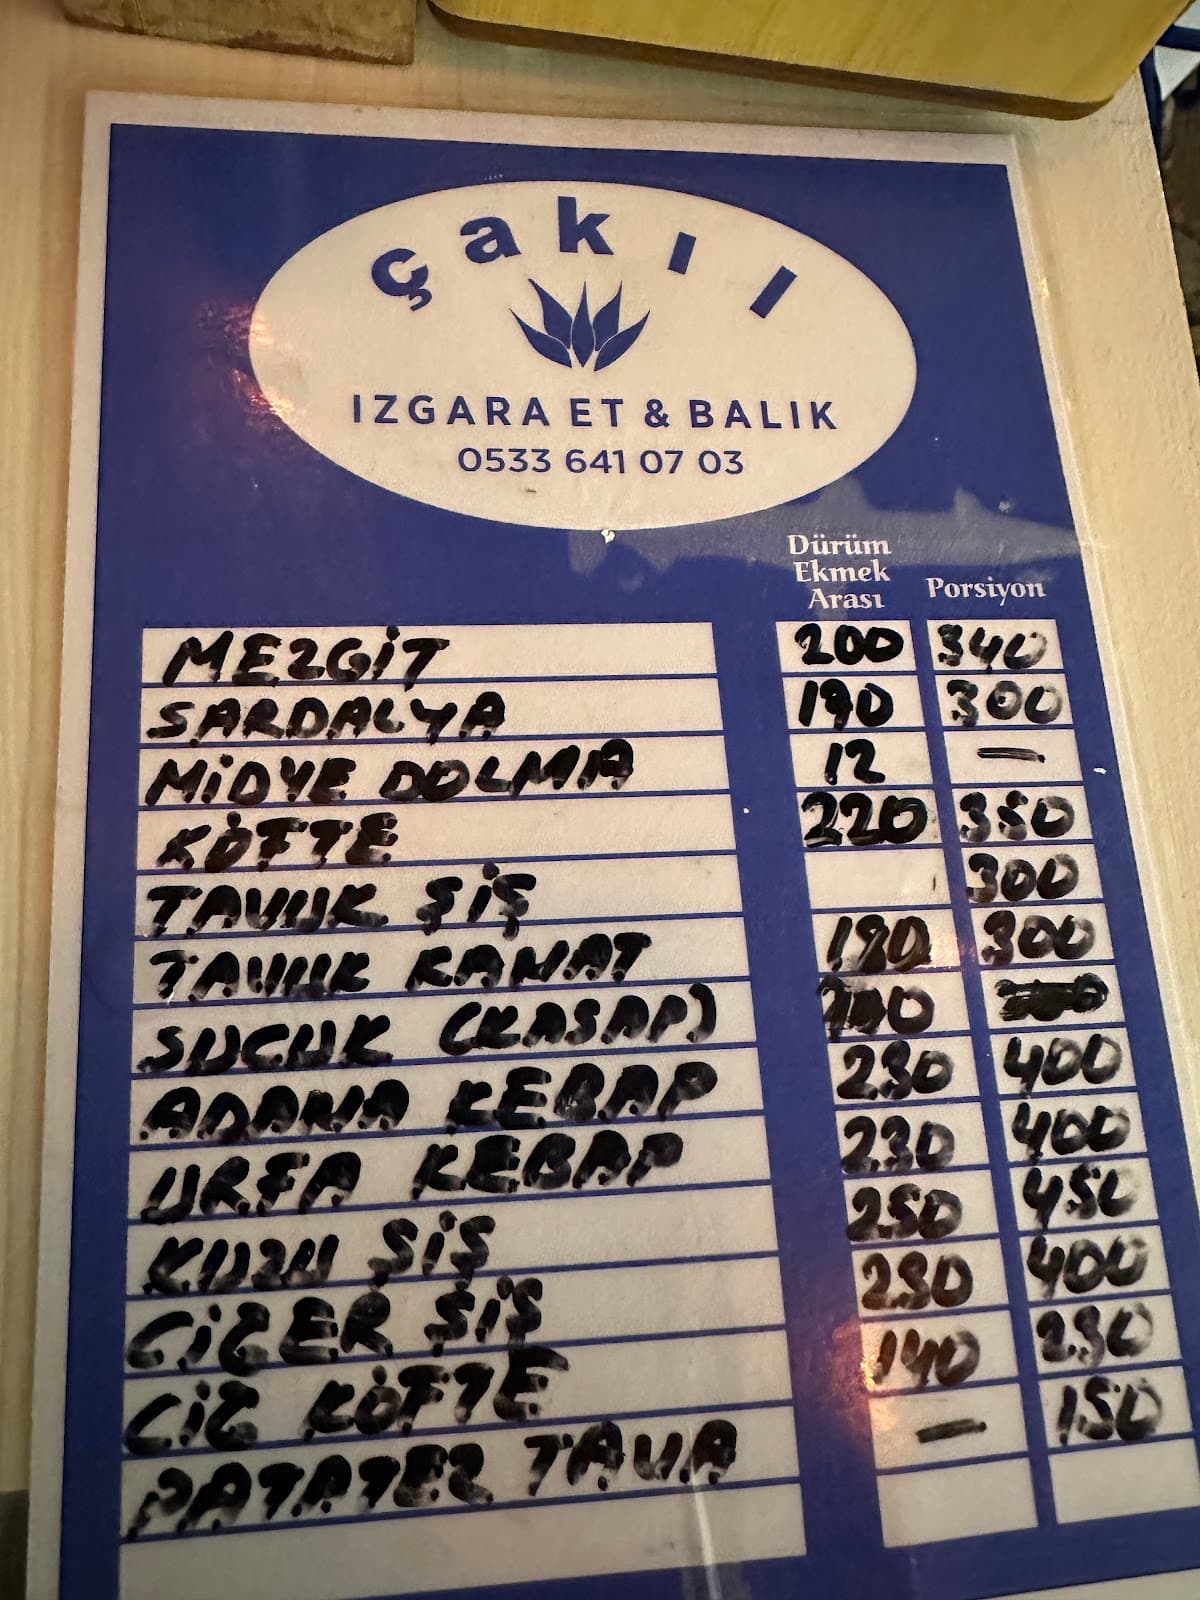 çakıl
IZGARA ET & BALIK
0533 641 07 03
Dürüm
Ekmek
Arası
Porsiyon
MEZGİT 200 340
SARDALYA 190 300
MİDYE DOLMA 12 —
KÖFTE 220 350
TAVUK ŞİŞ 300
TAVUK KANAT 190 300
SUCUK (KASAP)
ADANA KEBAP 230 400
URFA KEBAP 230 400
KUZU ŞİŞ 250 450
CİĞER ŞİŞ 230 400
ÇİĞ KÖFTE 140 230
PATATES TAVA — 150